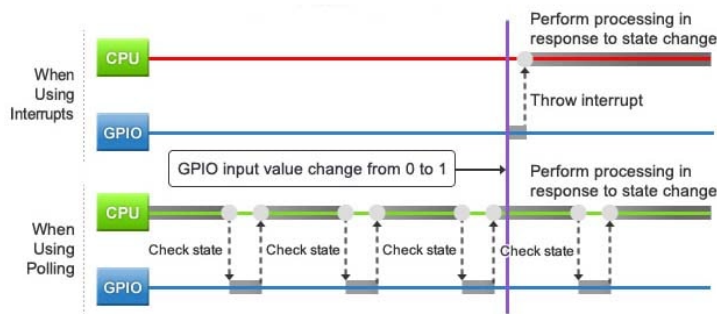 Perform processing in
response to state change
CPU
When
Using
Interrupts
Throw interrupt
GPIO
GPIO input value change from 0 to 1
Perform processing in
response to state change
CPU
When
Using
Polling
Check state
Check state
Check state
Check state
GPIO